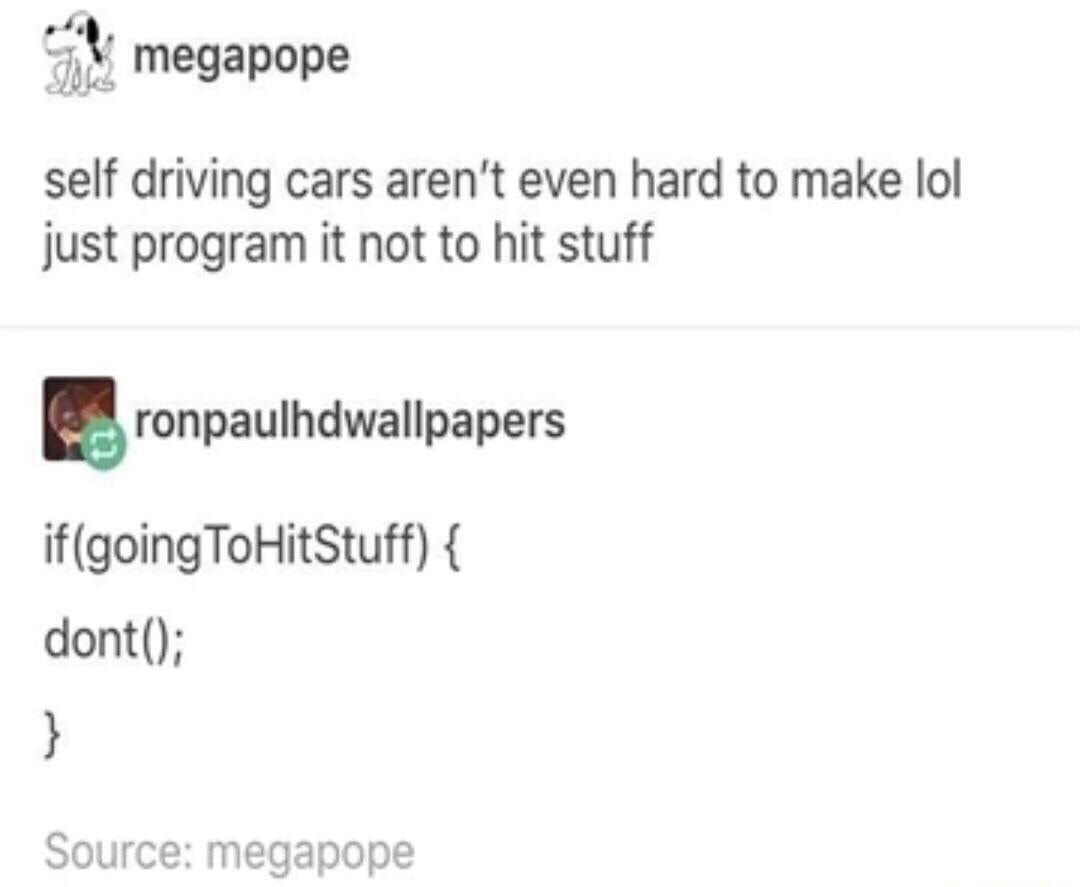 megapope
self driving cars aren't even hard to make lol
just program it not to hit stuff
ronpaulhdwallpapers
if(goingToHitStuff) {
dont();
}
Source: megapope